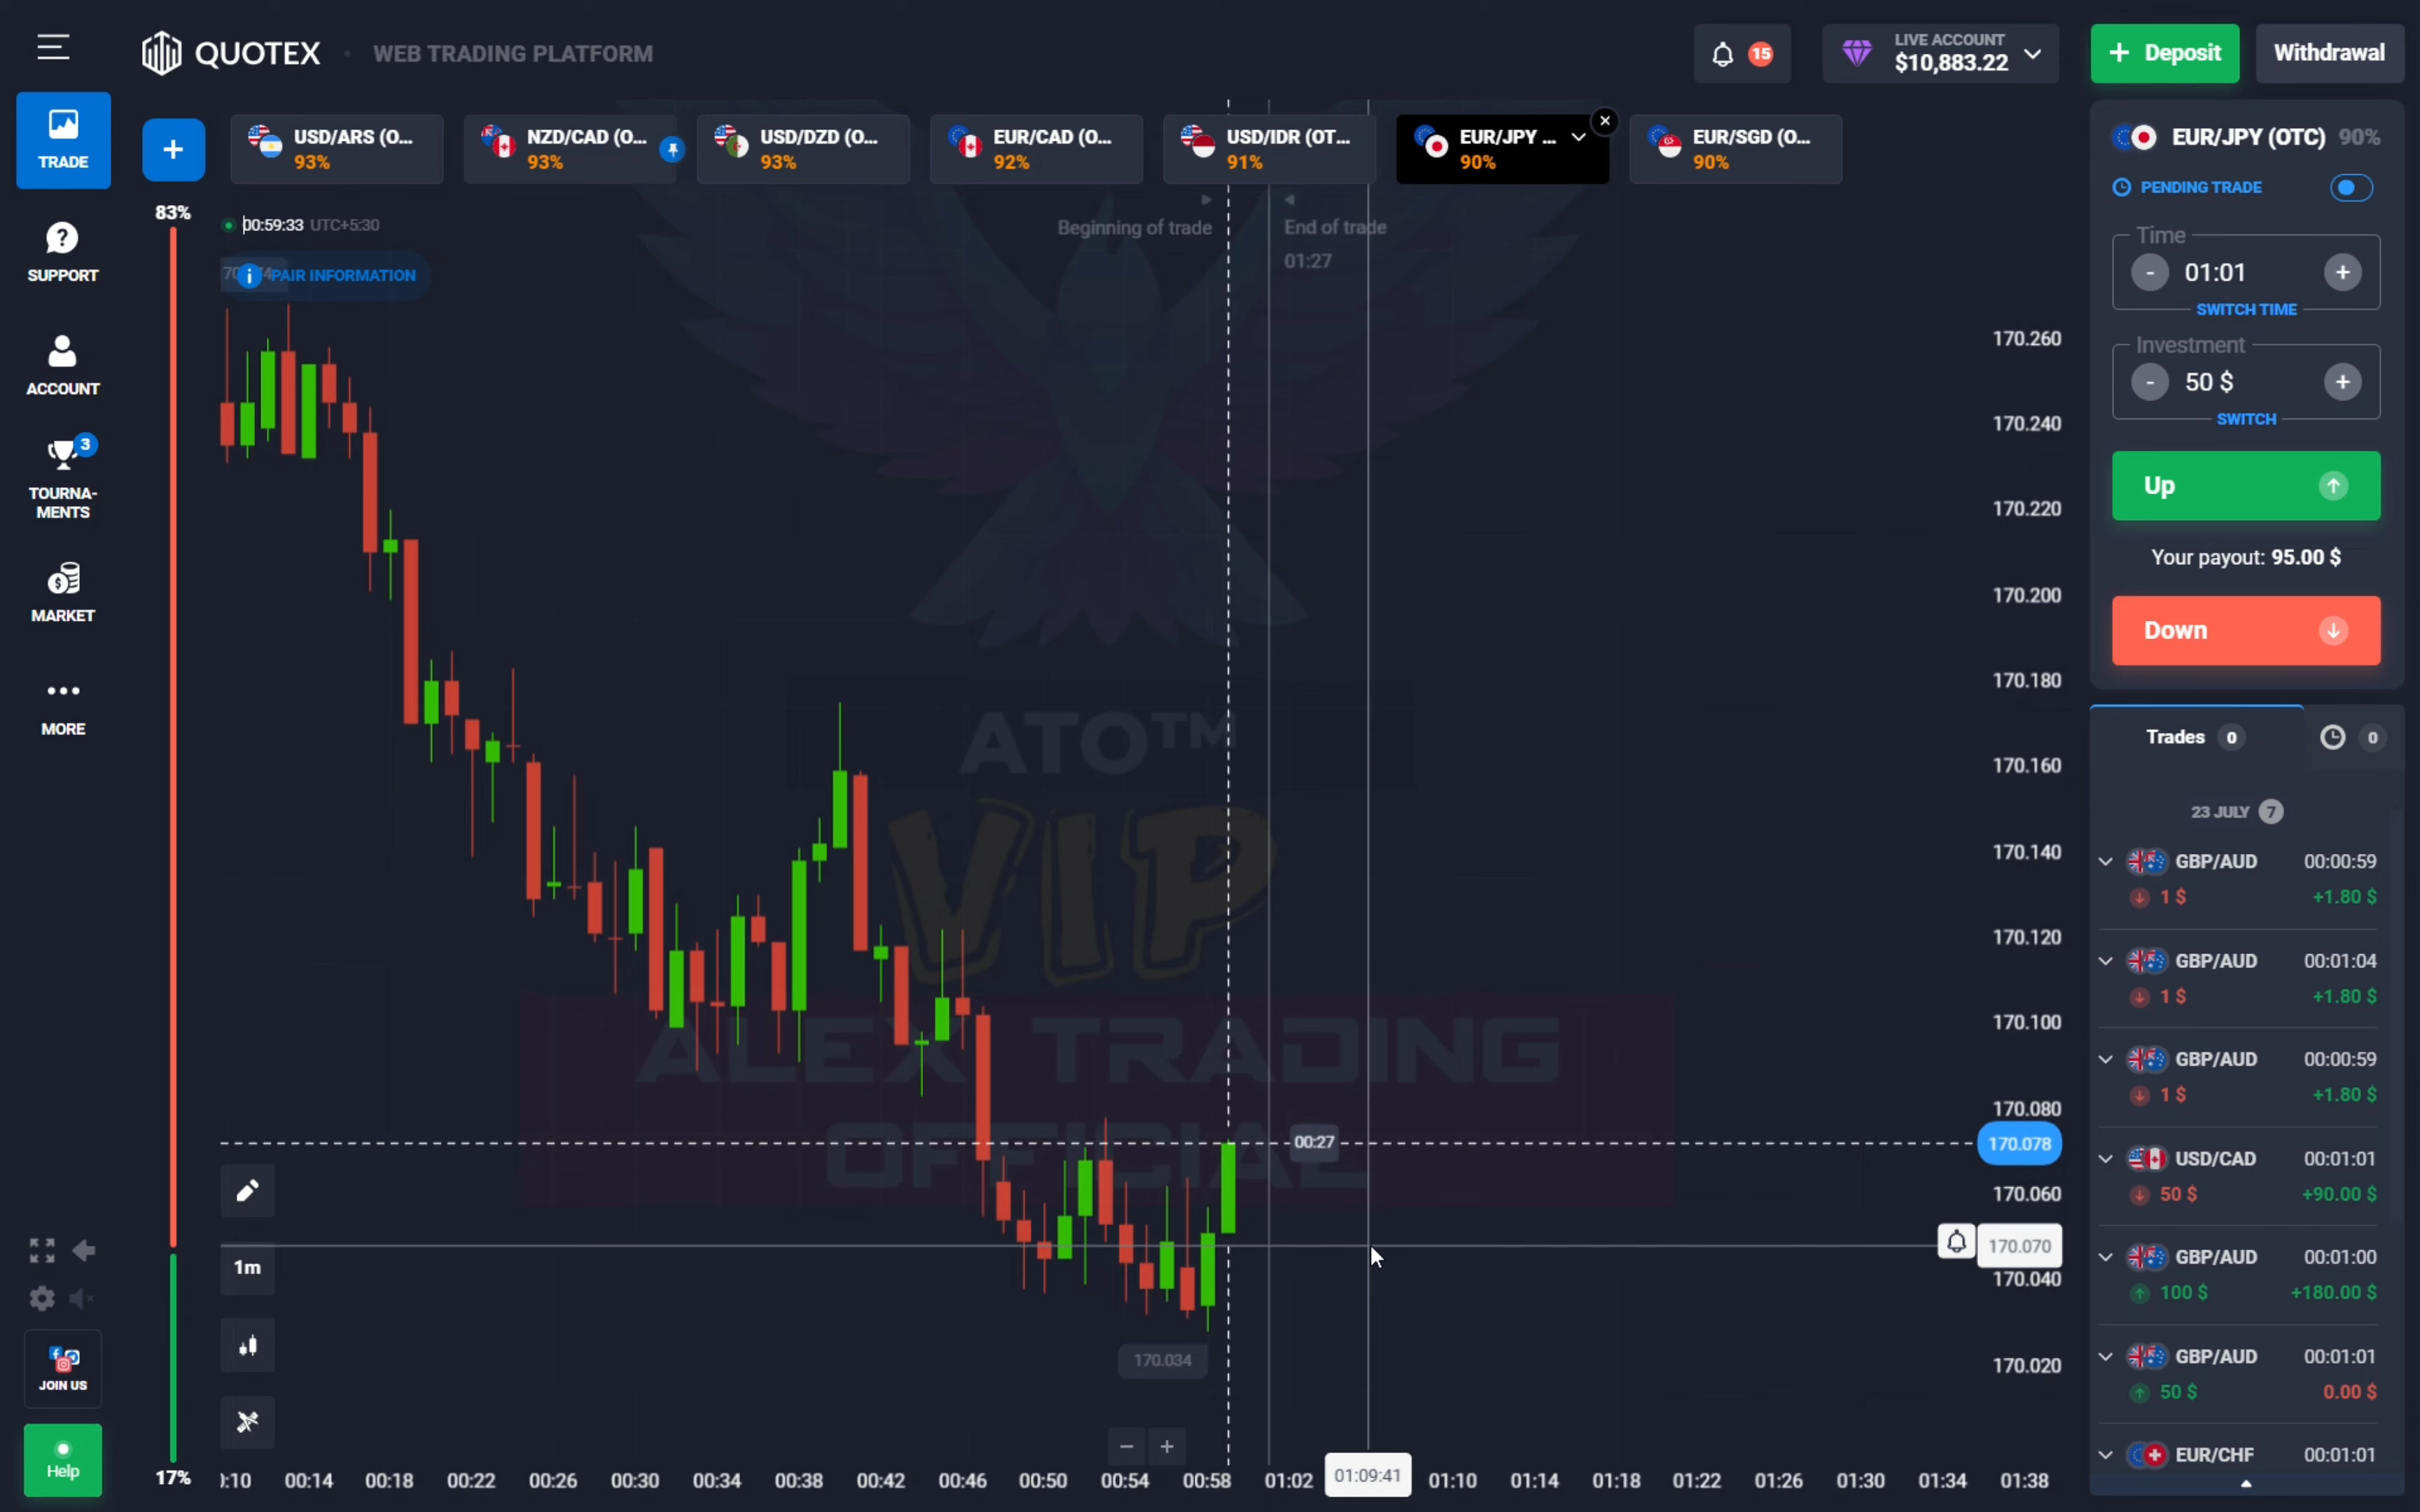 QUOTEX
WEB TRADING PLATFORM
15
LIVE ACCOUNT
$10,883.22
+ Deposit
Withdrawal
TRADE
SUPPORT
ACCOUNT
3
TOURNA-
MENTS
MARKET
MORE
JOIN US
Help
+
USD/ARS (O...
93%
NZD/CAD (O...
93%
USD/DZD (O...
93%
EUR/CAD (O...
92%
USD/IDR (OT...
91%
EUR/JPY ...
90%
EUR/SGD (O...
90%
83%
17%
00:59:33 UTC+5:30
PAIR INFORMATION
Beginning of trade
End of trade
01:27
170.260
170.240
170.220
170.200
170.180
170.160
170.140
170.120
170.100
170.080
170.078
170.060
170.070
170.040
170.020
00:27
170.034
ATO™
VIP
ALEX TRADING
OFFICIAL
1m
:10 00:14 00:18 00:22 00:26 00:30 00:34 00:38 00:42 00:46 00:50 00:54 00:58 01:02 01:09:41 01:10 01:14 01:18 01:22 01:26 01:30 01:34 01:38
EUR/JPY (OTC) 90%
PENDING TRADE
Time
- 01:01 +
SWITCH TIME
Investment
- 50 $ +
SWITCH
Up
Your payout: 95.00 $
Down
Trades 0
0
23 JULY 7
GBP/AUD 00:00:59
1 $ +1.80 $
GBP/AUD 00:01:04
1 $ +1.80 $
GBP/AUD 00:00:59
1 $ +1.80 $
USD/CAD 00:01:01
50 $ +90.00 $
GBP/AUD 00:01:00
100 $ +180.00 $
GBP/AUD 00:01:01
50 $ 0.00 $
EUR/CHF 00:01:01